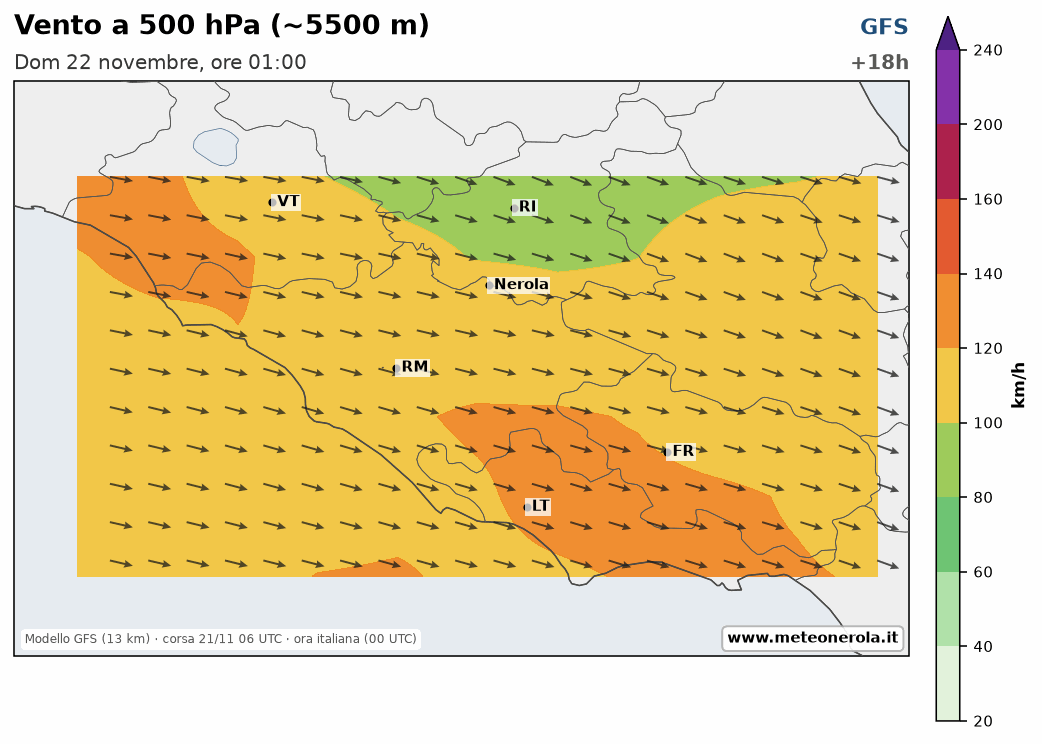 Vento a 500 hPa (~5500 m)
GFS
Dom 22 novembre, ore 01:00
+18h
240
200
160
140
120
100
80
60
40
20
km/h
VT
RI
Nerola
RM
FR
LT
Modello GFS (13 km) · corsa 21/11 06 UTC · ora italiana (00 UTC)
www.meteonerola.it